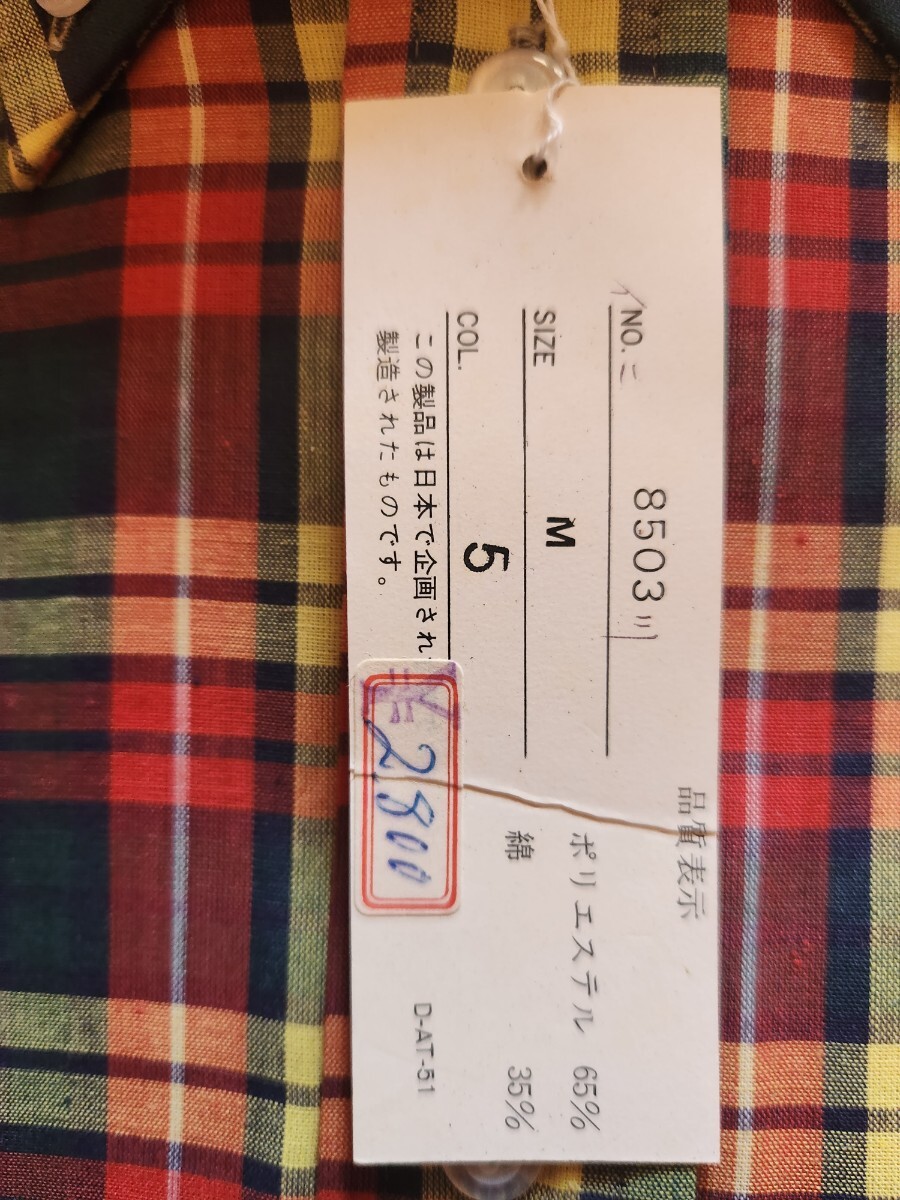 NO. 8503
SIZE M
COL. 5
この製品は日本で企画され
製造されたものです。
2800
品質表示
ポリエステル 65%
綿 35%
D-AT-51